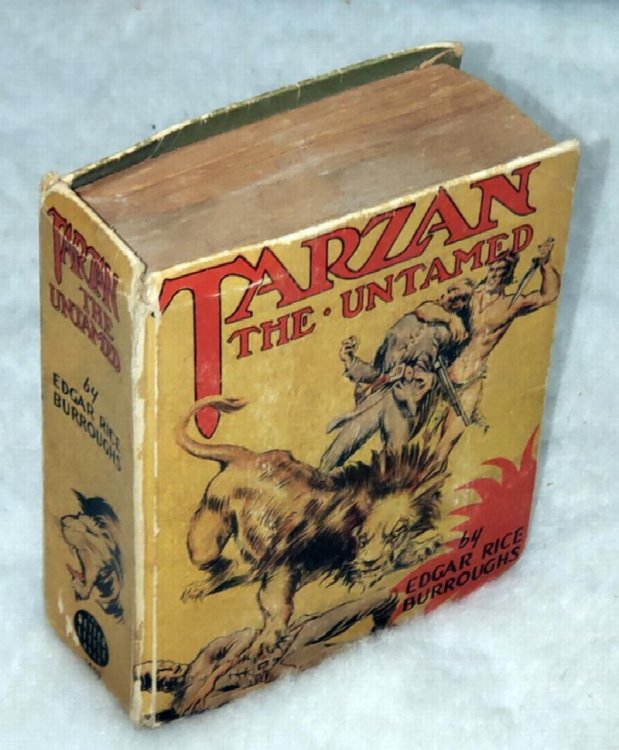 TARZAN
THE
UNTAMED
by
EDGAR RICE
BURROUGHS
TARZAN
THE · UNTAMED
by
EDGAR RICE
BURROUGHS